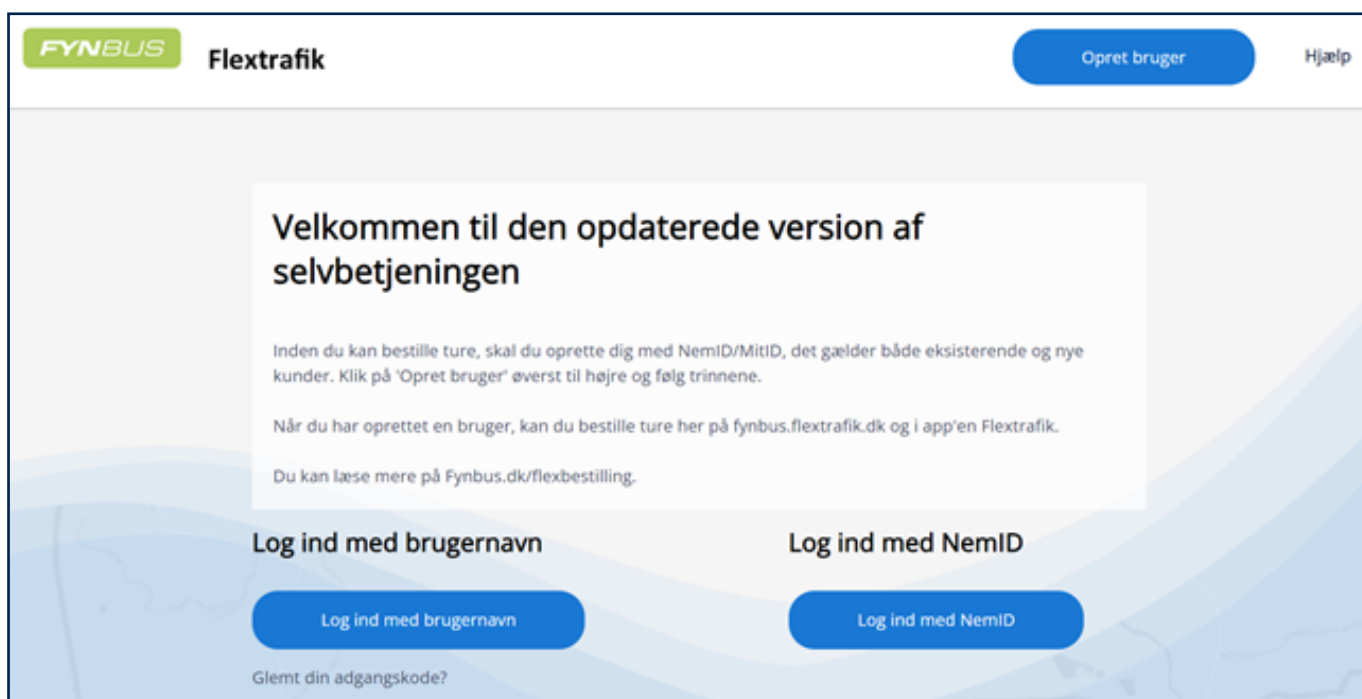 FYNBUS
Flextrafik
Opret bruger
Hjælp
Velkommen til den opdaterede version af
selvbetjeningen
Inden du kan bestille ture, skal du oprette dig med NemID/MitID, det gælder både eksisterende og nye
kunder. Klik på 'Opret bruger' øverst til højre og følg trinnene.
Når du har oprettet en bruger, kan du bestille ture her på fynbus.flextrafik.dk og i app'en Flextrafik.
Du kan læse mere på Fynbus.dk/flexbestilling.
Log ind med brugernavn
Log ind med NemID
Log ind med brugernavn
Log ind med NemID
Glemt din adgangskode?